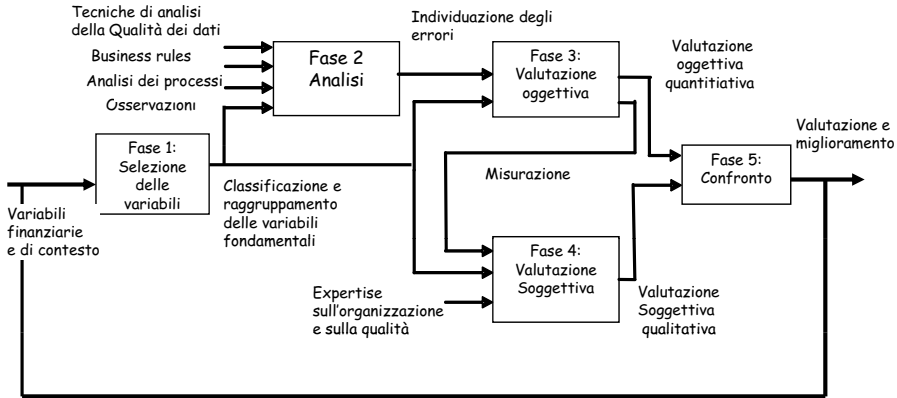 Tecniche di analisi
della Qualità dei dati
Business rules
Analisi dei processi
Osservazioni
Fase 2
Analisi
Individuazione degli
errori
Fase 3:
Valutazione
oggettiva
Valutazione
oggettiva
quantitiativa
Fase 1:
Selezione
delle
variabili
Variabili
finanziarie
e di contesto
Classificazione e
raggruppamento
delle variabili
fondamentali
Misurazione
Fase 5:
Confronto
Valutazione e
miglioramento
Fase 4:
Valutazione
Soggettiva
Expertise
sull'organizzazione
e sulla qualità
Valutazione
Soggettiva
qualitativa